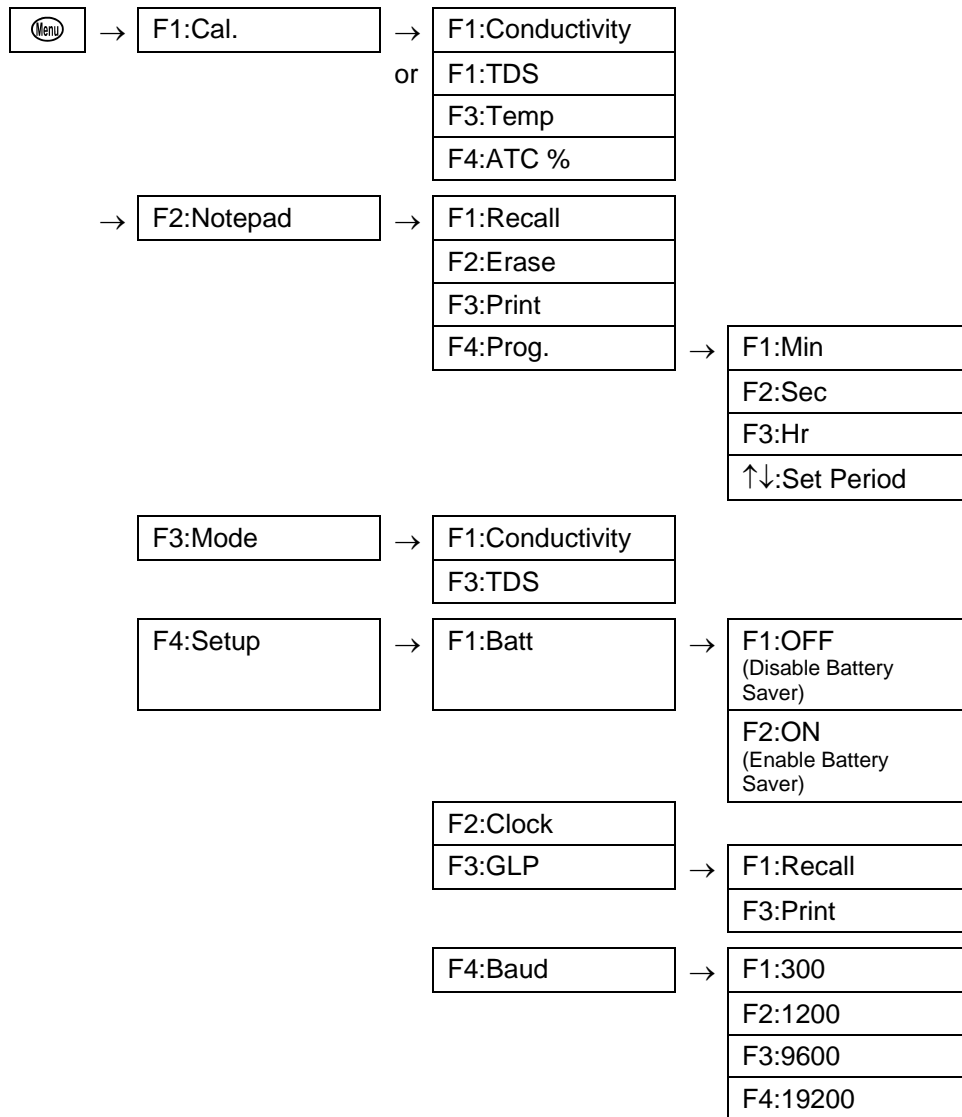 Menu → F1:Cal. → F1:Conductivity
or F1:TDS
F3:Temp
F4:ATC %
→ F2:Notepad → F1:Recall
F2:Erase
F3:Print
F4:Prog. → F1:Min
F2:Sec
F3:Hr
↑↓:Set Period
F3:Mode → F1:Conductivity
F3:TDS
F4:Setup → F1:Batt → F1:OFF
(Disable Battery
Saver)
F2:ON
(Enable Battery
Saver)
F2:Clock
F3:GLP → F1:Recall
F3:Print
F4:Baud → F1:300
F2:1200
F3:9600
F4:19200